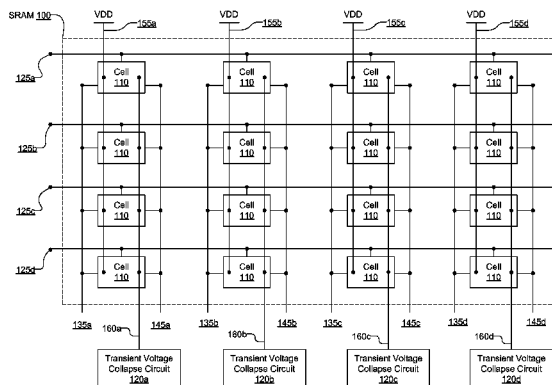 SRAM 100
VDD 155a VDD 155b VDD 155c VDD 155d
125a
Cell 110 Cell 110 Cell 110 Cell 110
125b
Cell 110 Cell 110 Cell 110 Cell 110
125c
Cell 110 Cell 110 Cell 110 Cell 110
125d
Cell 110 Cell 110 Cell 110 Cell 110
135a 145a 135b 145b 135c 145c 135d 145d
160a 180b 160c 160d
Transient Voltage Transient Voltage Transient Voltage Transient Voltage
Collapse Circuit Collapse Circuit Collapse Circuit Collapse Circuit
120a 120b 120c 120d